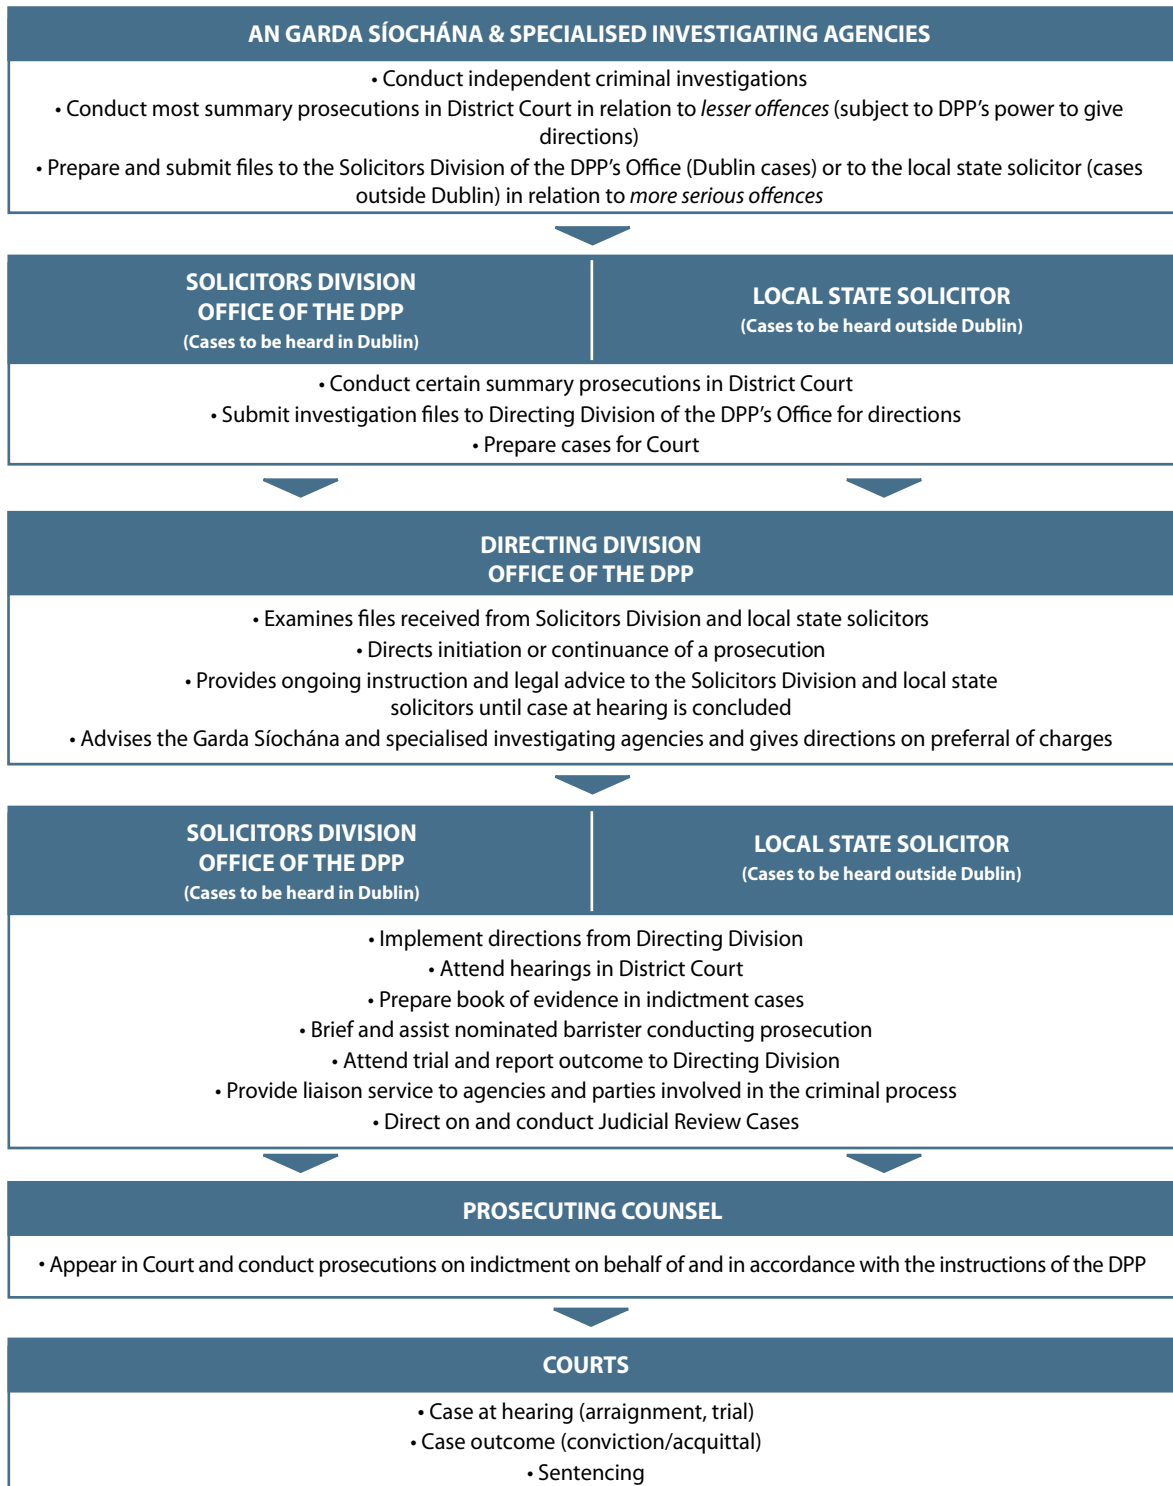 AN GARDA SÍOCHÁNA & SPECIALISED INVESTIGATING AGENCIES
• Conduct independent criminal investigations
• Conduct most summary prosecutions in District Court in relation to lesser offences (subject to DPP’s power to give
directions)
• Prepare and submit files to the Solicitors Division of the DPP’s Office (Dublin cases) or to the local state solicitor (cases
outside Dublin) in relation to more serious offences
SOLICITORS DIVISION
OFFICE OF THE DPP
(Cases to be heard in Dublin)
LOCAL STATE SOLICITOR
(Cases to be heard outside Dublin)
• Conduct certain summary prosecutions in District Court
• Submit investigation files to Directing Division of the DPP’s Office for directions
• Prepare cases for Court
DIRECTING DIVISION
OFFICE OF THE DPP
• Examines files received from Solicitors Division and local state solicitors
• Directs initiation or continuance of a prosecution
• Provides ongoing instruction and legal advice to the Solicitors Division and local state
solicitors until case at hearing is concluded
• Advises the Garda Síochána and specialised investigating agencies and gives directions on preferral of charges
SOLICITORS DIVISION
OFFICE OF THE DPP
(Cases to be heard in Dublin)
LOCAL STATE SOLICITOR
(Cases to be heard outside Dublin)
• Implement directions from Directing Division
• Attend hearings in District Court
• Prepare book of evidence in indictment cases
• Brief and assist nominated barrister conducting prosecution
• Attend trial and report outcome to Directing Division
• Provide liaison service to agencies and parties involved in the criminal process
• Direct on and conduct Judicial Review Cases
PROSECUTING COUNSEL
• Appear in Court and conduct prosecutions on indictment on behalf of and in accordance with the instructions of the DPP
COURTS
• Case at hearing (arraignment, trial)
• Case outcome (conviction/acquittal)
• Sentencing